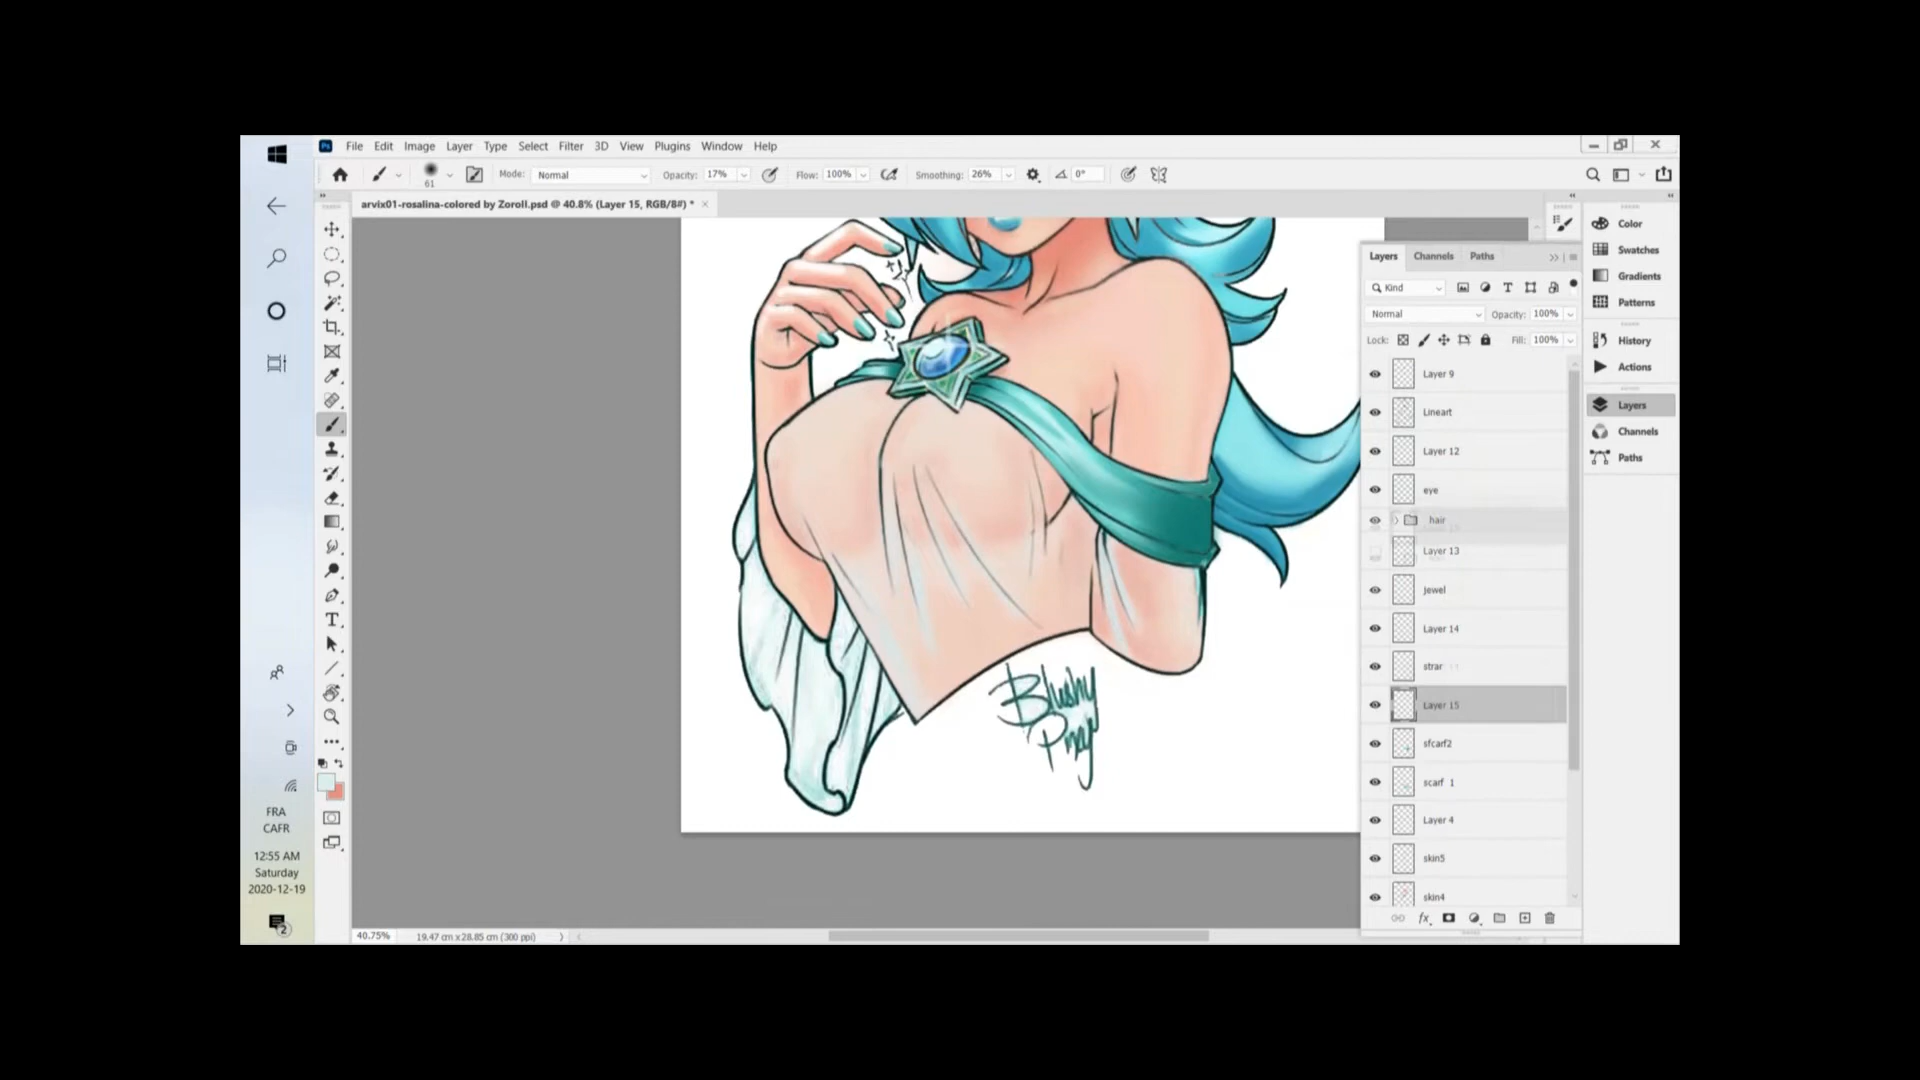 File Edit Image Layer Type Select Filter 3D View Plugins Window Help
61 Mode: Normal Opacity: 17% Flow: 100% Smoothing: 26% 0°
arvix01-rosalina-colored by Zoroll.psd @ 40.8% (Layer 15, RGB/8#) *
Color
Swatches
Gradients
Patterns
History
Actions
Layers
Channels
Paths
Layers Channels Paths
Kind
Normal Opacity: 100%
Lock: Fill: 100%
Layer 9
Lineart
Layer 12
eye
hair
Layer 13
Jewel
Layer 14
strar
Layer 15
sfcarf2
scarf 1
Layer 4
skin5
skin4
Blushy
Pnay
FRA
CAFR
12:55 AM
Saturday
2020-12-19
2
40.75% 19.47 cm x 28.85 cm (300 ppi)